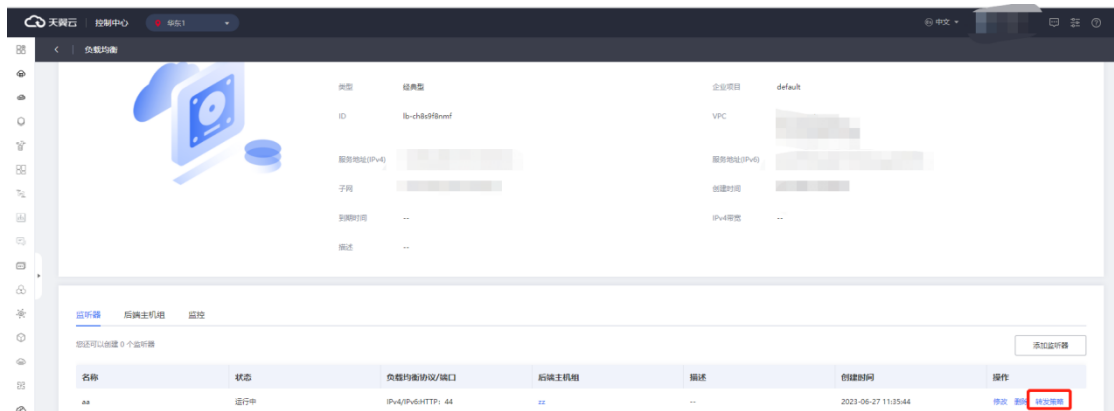 天翼云 控制中心 华东1 中文
负载均衡
类型 经典型 企业项目 default
ID lb-ch8s9f8nmf VPC
服务地址(IPv4) 服务地址(IPv6)
子网 创建时间
到期时间 -- IPv4带宽 --
描述 --
监听器 后端主机组 监控
您还可以创建 0 个监听器 添加监听器
名称 状态 负载均衡协议/端口 后端主机组 描述 创建时间 操作
aa 运行中 IPv4/IPv6:HTTP: 44 zz -- 2023-06-27 11:35:44 修改 删除 转发策略